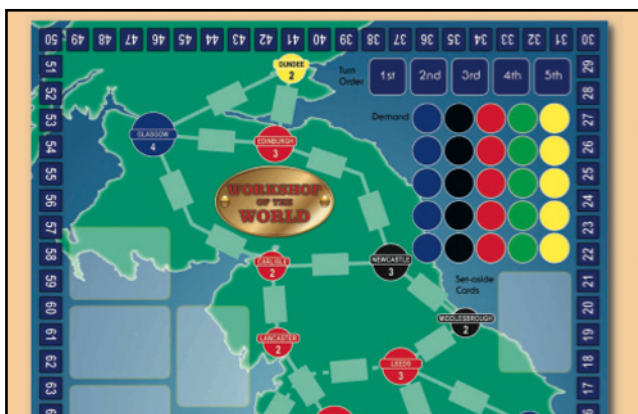 50 49 48 47 46 45 44 43 42 41 40 39 38 37 36 35 34 33 32 31 30
51
52
53
54
55
56
57
58
59
60
61
62
63
29
28
27
26
25
24
23
22
21
20
19
18
17
Turn Order
1st 2nd 3rd 4th 5th
Demand
DUNDEE
2
GLASGOW
4
EDINBURGH
3
WORKSHOP
OF THE
WORLD
CARLISLE
2
NEWCASTLE
3
Set-aside
Cards
MIDDLESBROUGH
2
LANCASTER
2
LEEDS
3